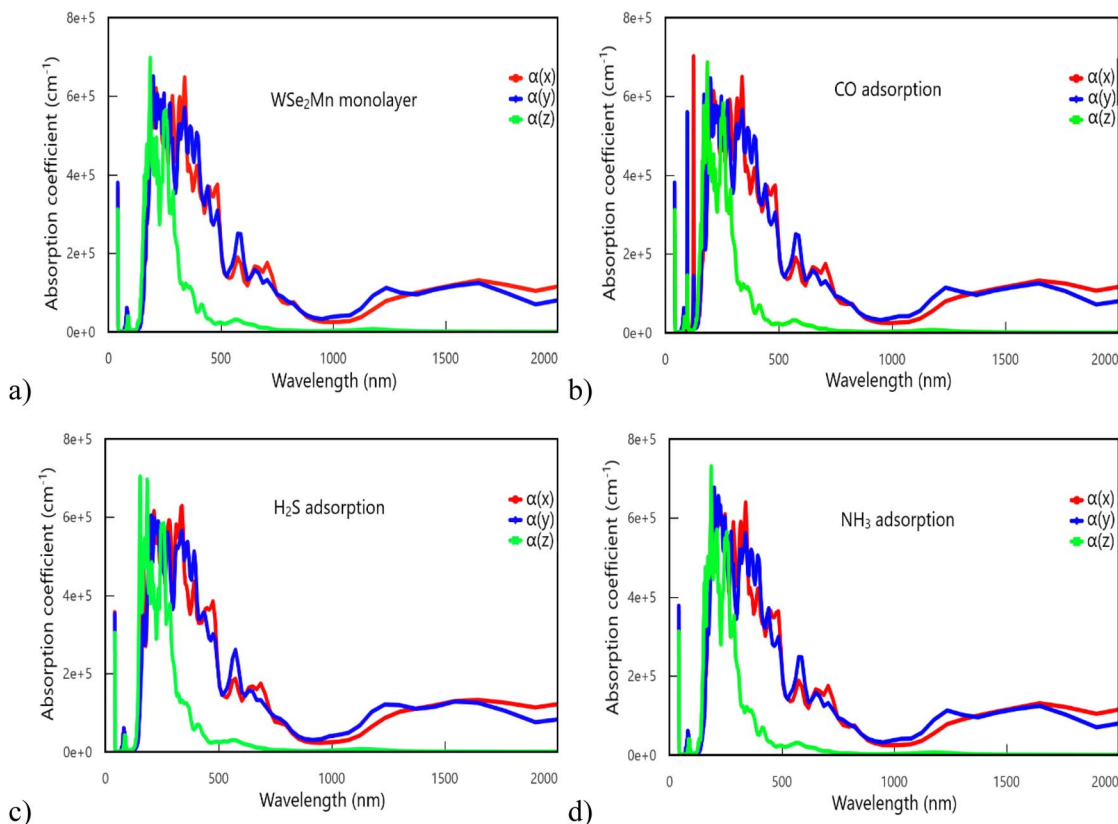 8e+5
6e+5
4e+5
2e+5
0e+0
Absorption coefficient (cm⁻¹)
WSe₂Mn monolayer
α(x)
α(y)
α(z)
0 500 1000 1500 2000
Wavelength (nm)
a)
8e+5
6e+5
4e+5
2e+5
0e+0
Absorption coefficient (cm⁻¹)
CO adsorption
α(x)
α(y)
α(z)
0 500 1000 1500 2000
Wavelength (nm)
b)
8e+5
6e+5
4e+5
2e+5
0e+0
Absorption coefficient (cm⁻¹)
H₂S adsorption
α(x)
α(y)
α(z)
0 500 1000 1500 2000
Wavelength (nm)
c)
8e+5
6e+5
4e+5
2e+5
0e+0
Absorption coefficient (cm⁻¹)
NH₃ adsorption
α(x)
α(y)
α(z)
0 500 1000 1500 2000
Wavelength (nm)
d)